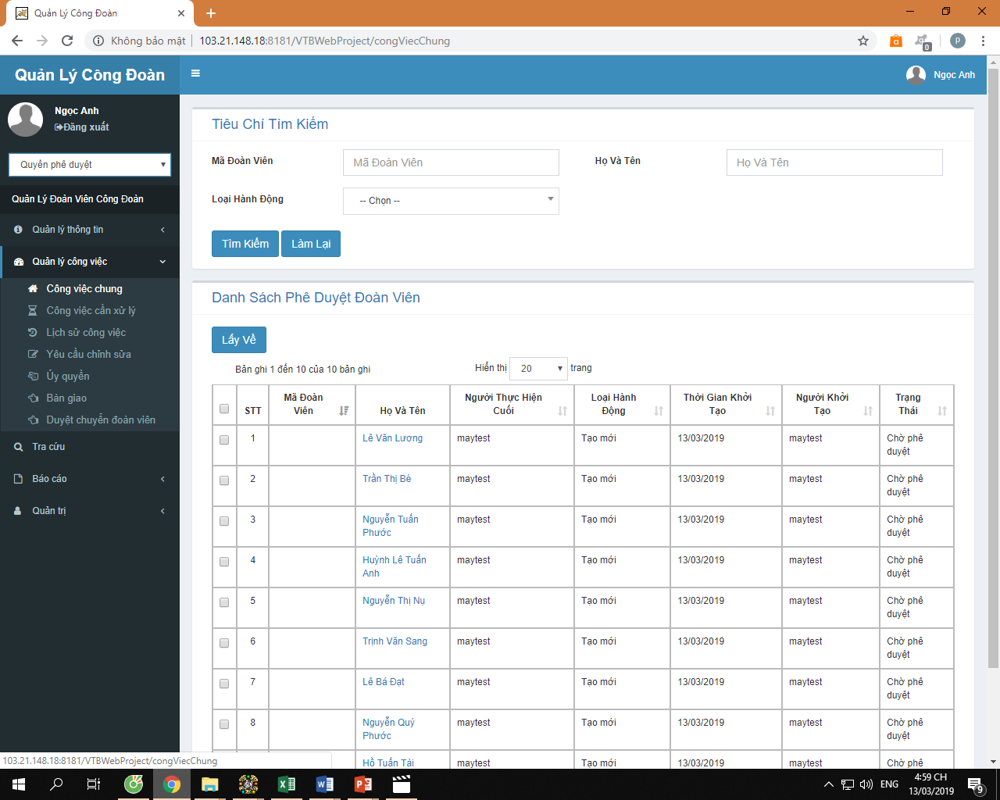 Quản Lý Công Đoàn
Không bảo mật | 103.21.148.18:8181/VTBWebProject/congViecChung
0
p
Quản Lý Công Đoàn
Ngọc Anh
Ngọc Anh
Đăng xuất
Quyền phê duyệt
Quản Lý Đoàn Viên Công Đoàn
Quản lý thông tin
Quản lý công việc
Công việc chung
Công việc cần xử lý
Lịch sử công việc
Yêu cầu chỉnh sửa
Ủy quyền
Bàn giao
Duyệt chuyển đoàn viên
Tra cứu
Báo cáo
Quản trị
Tiêu Chí Tìm Kiếm
Mã Đoàn Viên Mã Đoàn Viên Họ Và Tên Họ Và Tên
Loại Hành Động -- Chọn --
Tìm Kiếm Làm Lại
Danh Sách Phê Duyệt Đoàn Viên
Lấy Về
Bản ghi 1 đến 10 của 10 bản ghi Hiển thị 20 trang
STT Mã Đoàn Viên Họ Và Tên Người Thực Hiện Cuối Loại Hành Động Thời Gian Khởi Tạo Người Khởi Tạo Trạng Thái
1 Lê Văn Lương maytest Tạo mới 13/03/2019 maytest Chờ phê duyệt
2 Trần Thị Bé maytest Tạo mới 13/03/2019 maytest Chờ phê duyệt
3 Nguyễn Tuấn Phước maytest Tạo mới 13/03/2019 maytest Chờ phê duyệt
4 Huỳnh Lê Tuấn Anh maytest Tạo mới 13/03/2019 maytest Chờ phê duyệt
5 Nguyễn Thị Nụ maytest Tạo mới 13/03/2019 maytest Chờ phê duyệt
6 Trịnh Văn Sang maytest Tạo mới 13/03/2019 maytest Chờ phê duyệt
7 Lê Bá Đạt maytest Tạo mới 13/03/2019 maytest Chờ phê duyệt
8 Nguyễn Quý Phước maytest Tạo mới 13/03/2019 maytest Chờ phê duyệt
Hồ Tuấn Tài maytest Tạo mới 13/03/2019 maytest Chờ phê
103.21.148.18:8181/VTBWebProject/congViecChung
ENG
4:59 CH
13/03/2019
9